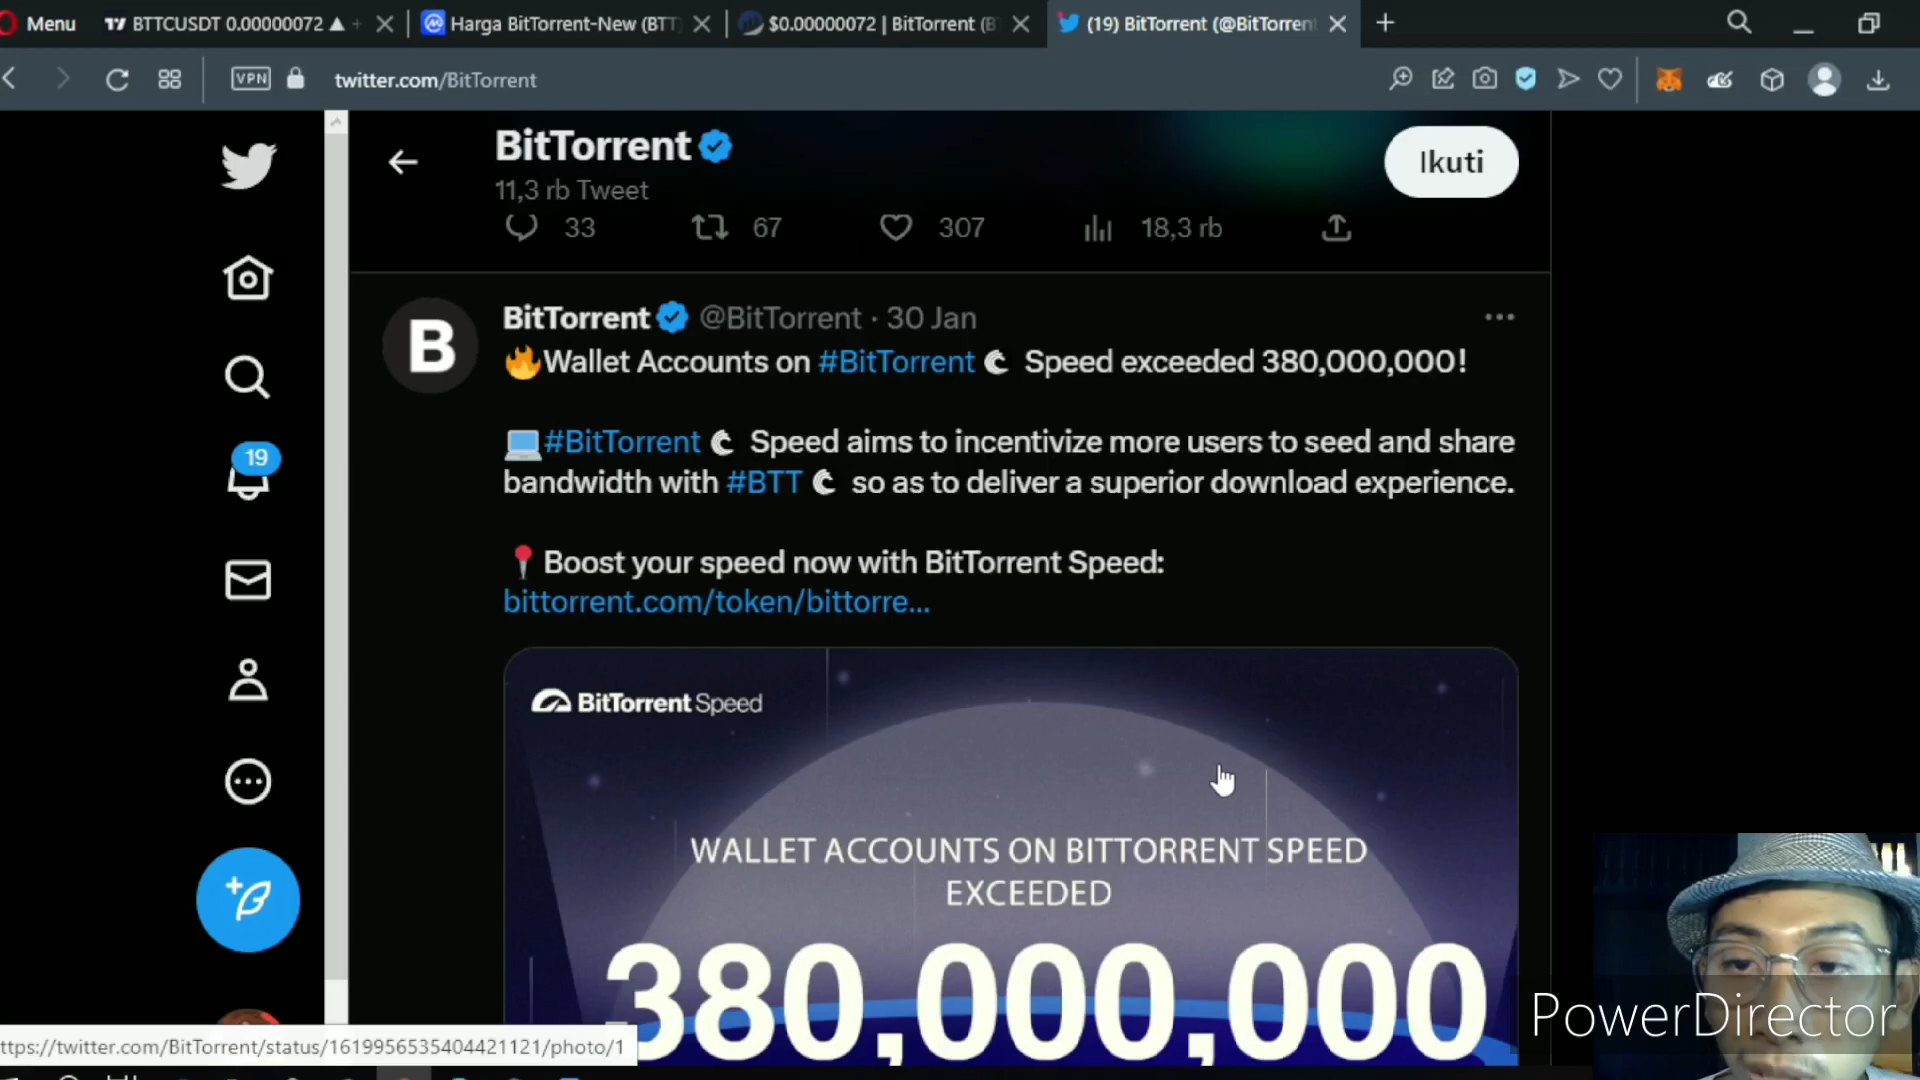 Menu
BTTCUSDT 0.00000072 ▲ +
Harga BitTorrent-New (BTT
$0.00000072 | BitTorrent (B
(19) BitTorrent (@BitTorren
VPN
twitter.com/BitTorrent
BitTorrent
11,3 rb Tweet
Ikuti
33 67 307 18,3 rb
BitTorrent @BitTorrent · 30 Jan
🔥Wallet Accounts on #BitTorrent Speed exceeded 380,000,000!
💻#BitTorrent Speed aims to incentivize more users to seed and share
bandwidth with #BTT so as to deliver a superior download experience.
📍Boost your speed now with BitTorrent Speed:
bittorrent.com/token/bittorre...
19
B
BitTorrent Speed
WALLET ACCOUNTS ON BITTORRENT SPEED
EXCEEDED
380,000,000
ttps://twitter.com/BitTorrent/status/1619956535404421121/photo/1
PowerDirector